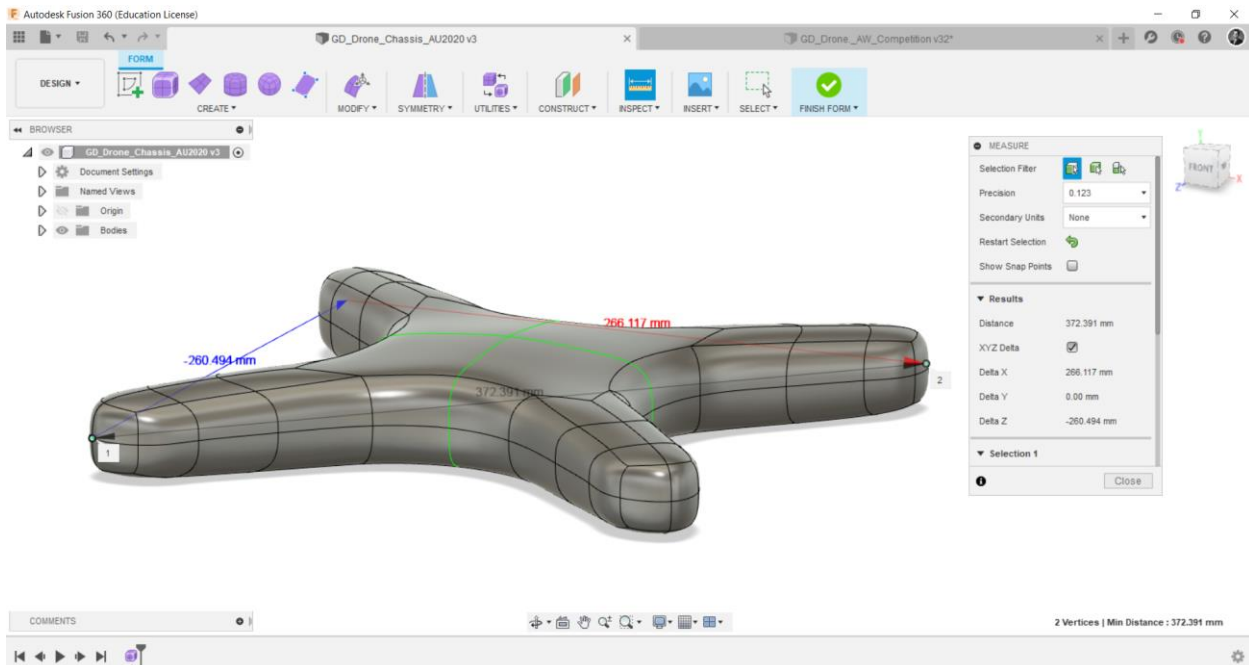 Autodesk Fusion 360 (Education License)
GD_Drone_Chassis_AU2020 v3
GD_Drone_AW_Competition v32*
FORM
DESIGN
CREATE
MODIFY
SYMMETRY
UTILITIES
CONSTRUCT
INSPECT
INSERT
SELECT
FINISH FORM
BROWSER
GD_Drone_Chassis_AU2020 v3
Document Settings
Named Views
Origin
Bodies
MEASURE
Selection Filter
Precision 0.123
Secondary Units None
Restart Selection
Show Snap Points
Results
Distance 372.391 mm
XYZ Delta
Delta X 266.117 mm
Delta Y 0.00 mm
Delta Z -260.494 mm
Selection 1
Close
Y
FRONT
X
Z
266.117 mm
-260.494 mm
372.391 mm
2
1
COMMENTS
2 Vertices | Min Distance : 372.391 mm